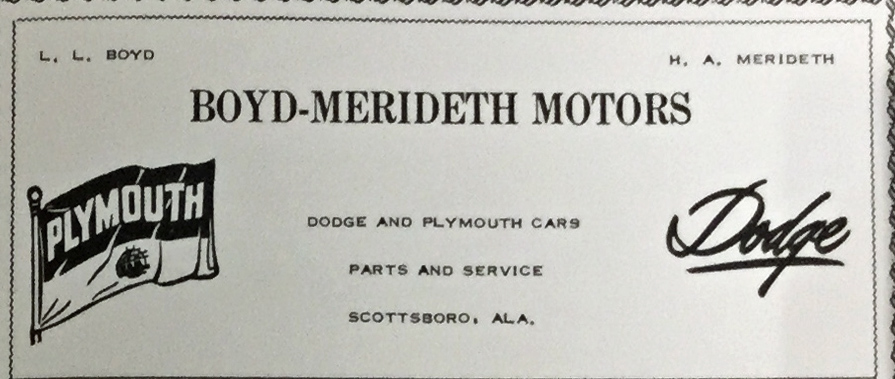 L. L. BOYD
H. A. MERIDETH
BOYD-MERIDETH MOTORS
PLYMOUTH
DODGE AND PLYMOUTH CARS
Dodge
PARTS AND SERVICE
SCOTTSBORO, ALA.